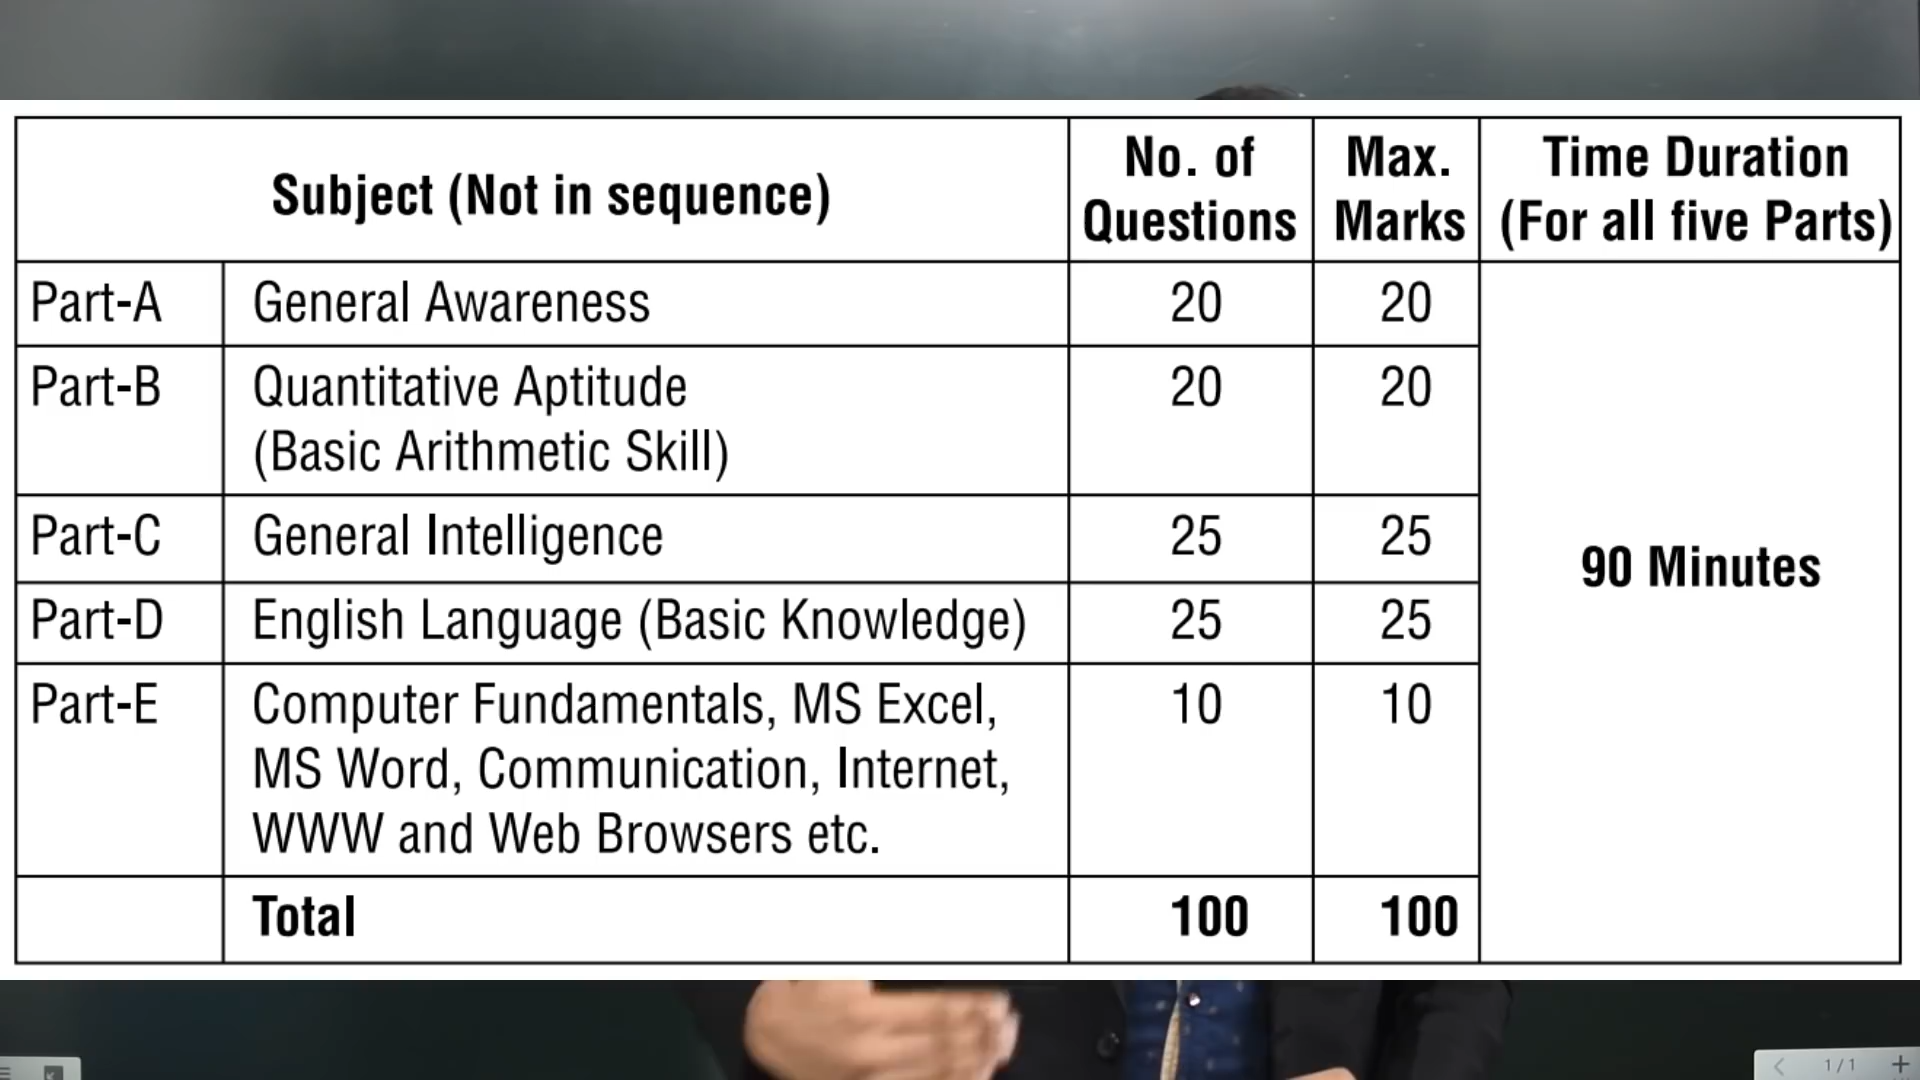 Subject (Not in sequence)
No. of
Questions
Max.
Marks
Time Duration
(For all five Parts)
Part-A
General Awareness
20
20
Part-B
Quantitative Aptitude
(Basic Arithmetic Skill)
20
20
Part-C
General Intelligence
25
25
90 Minutes
Part-D
English Language (Basic Knowledge)
25
25
Part-E
Computer Fundamentals, MS Excel,
MS Word, Communication, Internet,
WWW and Web Browsers etc.
10
10
Total
100
100
1/1